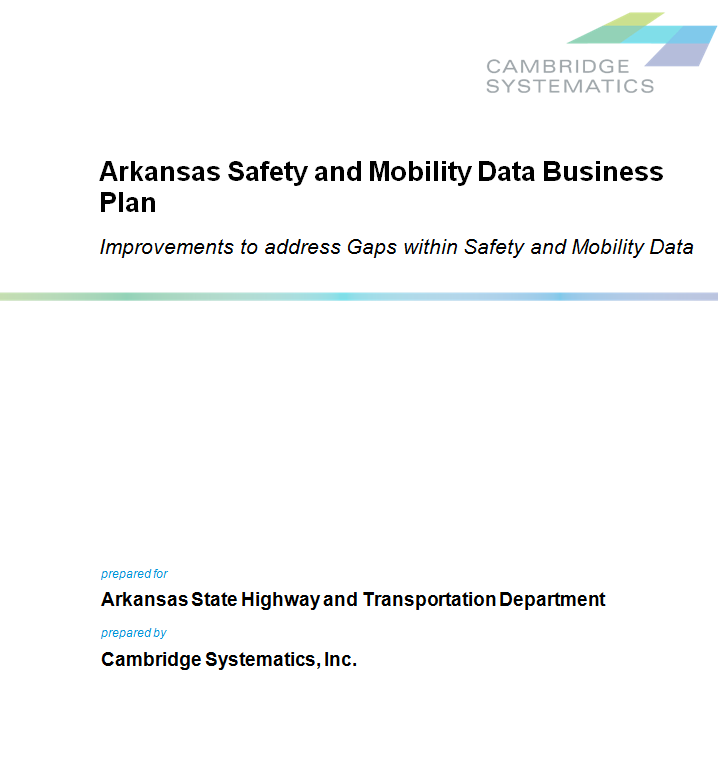 CAMBRIDGE
SYSTEMATICS
Arkansas Safety and Mobility Data Business
Plan
Improvements to address Gaps within Safety and Mobility Data
prepared for
Arkansas State Highway and Transportation Department
prepared by
Cambridge Systematics, Inc.